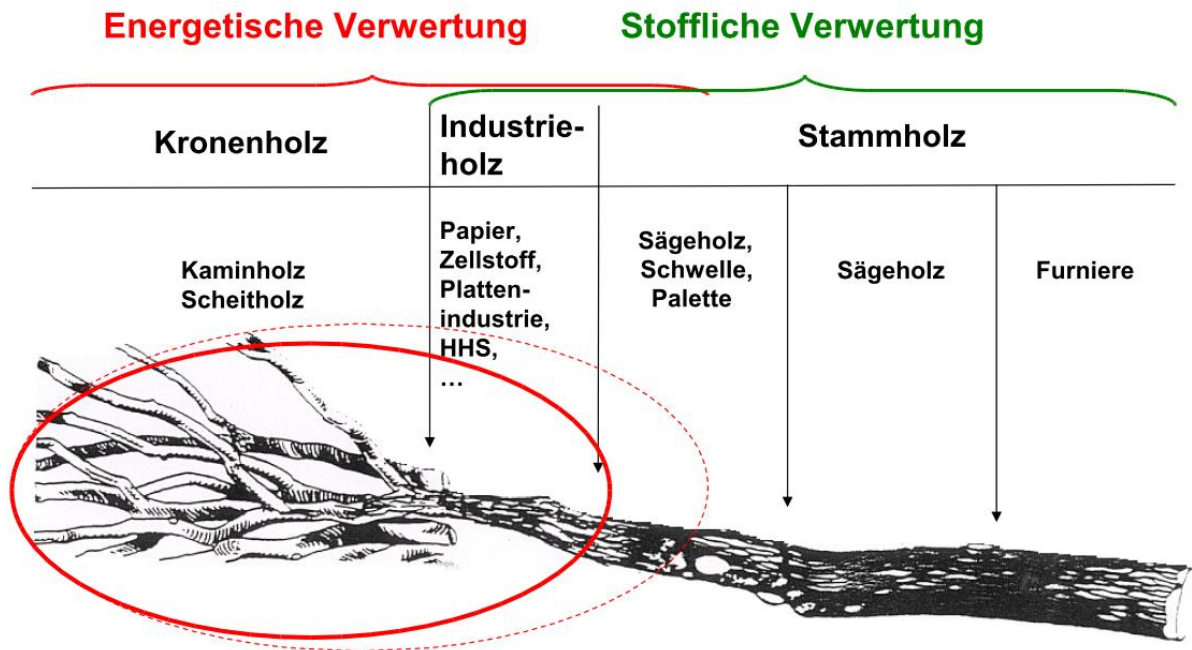 Energetische Verwertung
Stoffliche Verwertung
Kronenholz
Industrie-
holz
Stammholz
Kaminholz
Scheitholz
Papier,
Zellstoff,
Platten-
industrie,
HHS,
...
Sägeholz,
Schwelle,
Palette
Sägeholz
Furniere